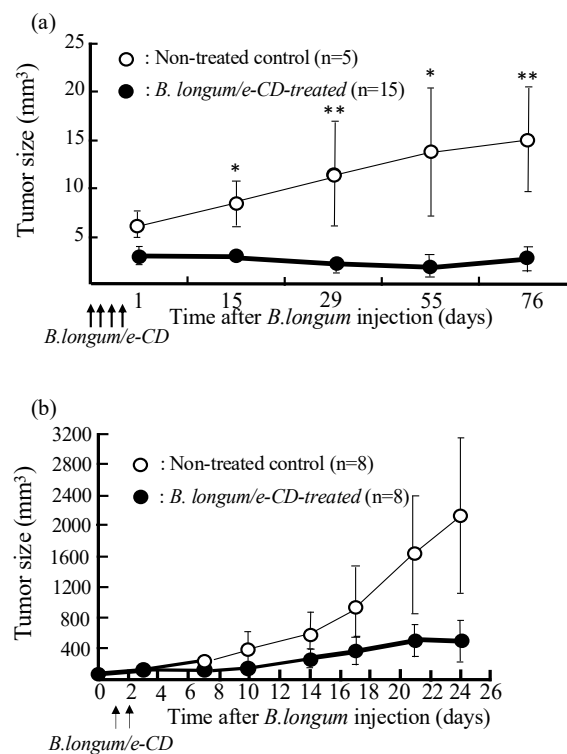 (a)
25
20
15
10
5
Tumor size (mm³)
: Non-treated control (n=5)
: B. longum/e-CD-treated (n=15)
*
**
*
**
1 15 29 55 76
Time after B.longum injection (days)
B.longum/e-CD
(b)
3200
2800
2400
2000
1600
1200
800
400
Tumor size (mm³)
: Non-treated control (n=8)
: B. longum/e-CD-treated (n=8)
0 2 4 6 8 10 12 14 16 18 20 22 24 26
Time after B.longum injection (days)
B.longum/e-CD